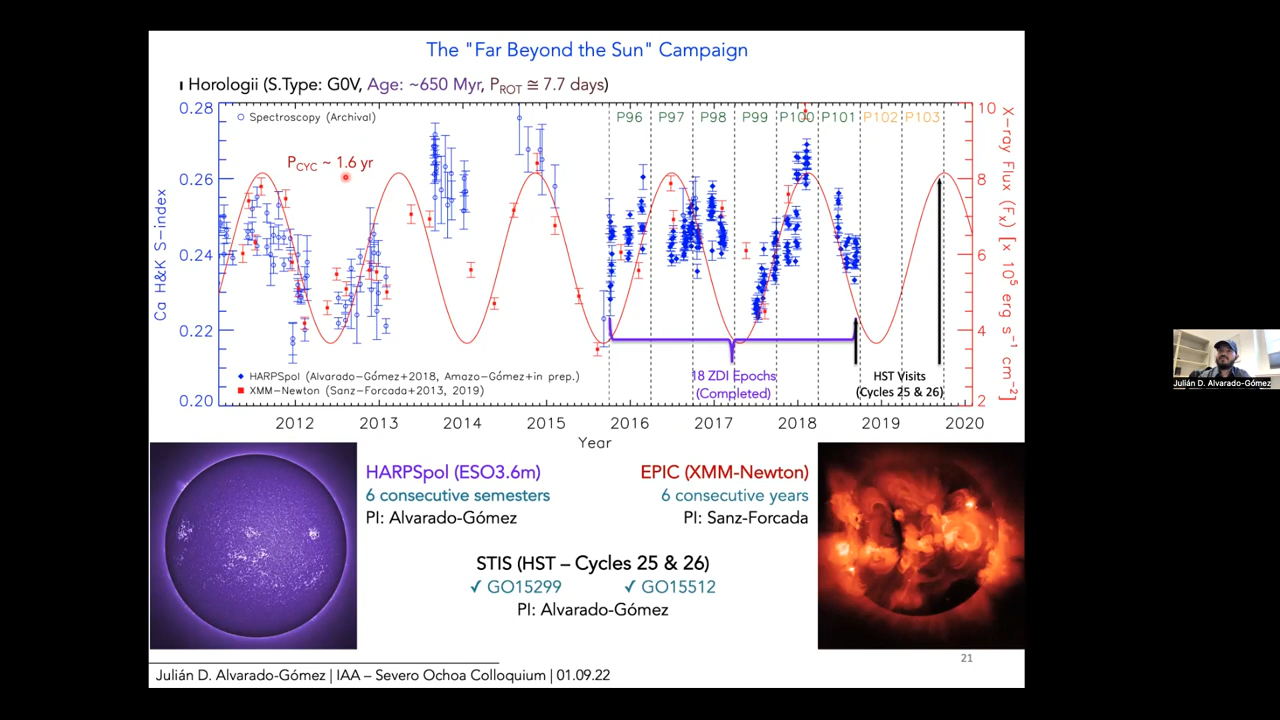 The "Far Beyond the Sun" Campaign
ι Horologii (S.Type: G0V, Age: ~650 Myr, PROT ≅ 7.7 days)
0.28
0.26
0.24
0.22
0.20
Ca H&K S-index
○ Spectroscopy (Archival)
PCYC ~ 1.6 yr
P96 P97 P98 P99 P100 P101 P102 P103
10
8
6
4
2
X-ray Flux (Fx) [x 10⁵ erg s⁻¹ cm⁻²]
HARPSpol (Alvarado-Gómez+2018, Amazo-Gómez+in prep.)
XMM-Newton (Sanz-Forcada+2013, 2019)
18 ZDI Epochs
(Completed)
HST Visits
(Cycles 25 & 26)
2012 2013 2014 2015 2016 2017 2018 2019 2020
Year
HARPSpol (ESO3.6m)
6 consecutive semesters
PI: Alvarado-Gómez
EPIC (XMM-Newton)
6 consecutive years
PI: Sanz-Forcada
STIS (HST – Cycles 25 & 26)
✓ GO15299 ✓ GO15512
PI: Alvarado-Gómez
21
Julián D. Alvarado-Gómez | IAA – Severo Ochoa Colloquium | 01.09.22
Julián D. Alvarado-Gómez